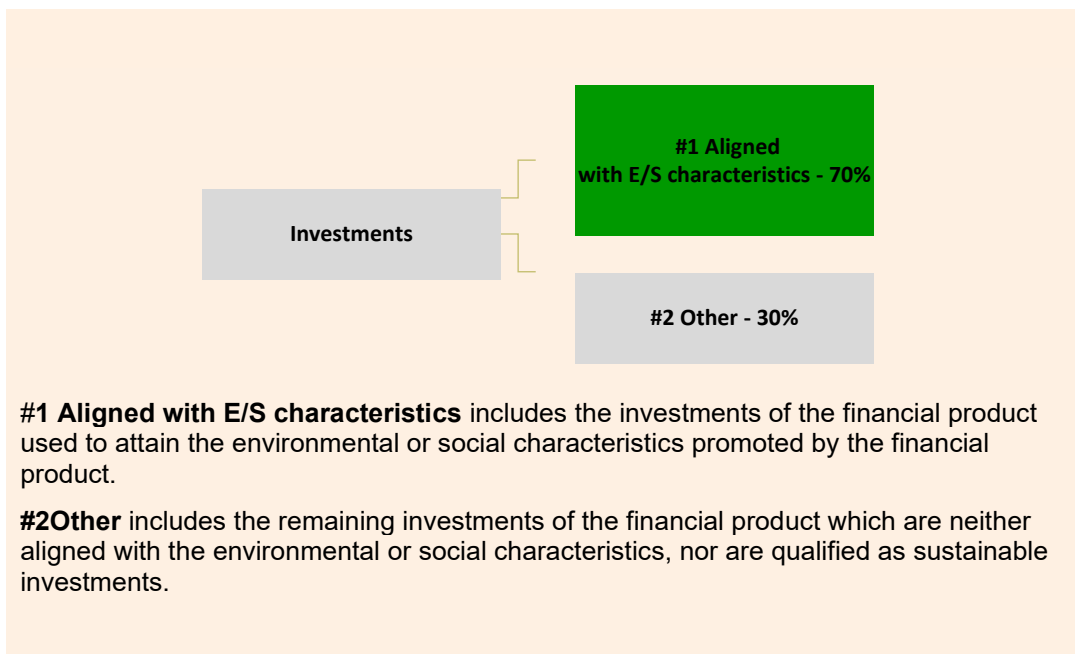 #1 Aligned
with E/S characteristics - 70%
Investments
#2 Other - 30%
#1 Aligned with E/S characteristics includes the investments of the financial product
used to attain the environmental or social characteristics promoted by the financial
product.
#2Other includes the remaining investments of the financial product which are neither
aligned with the environmental or social characteristics, nor are qualified as sustainable
investments.